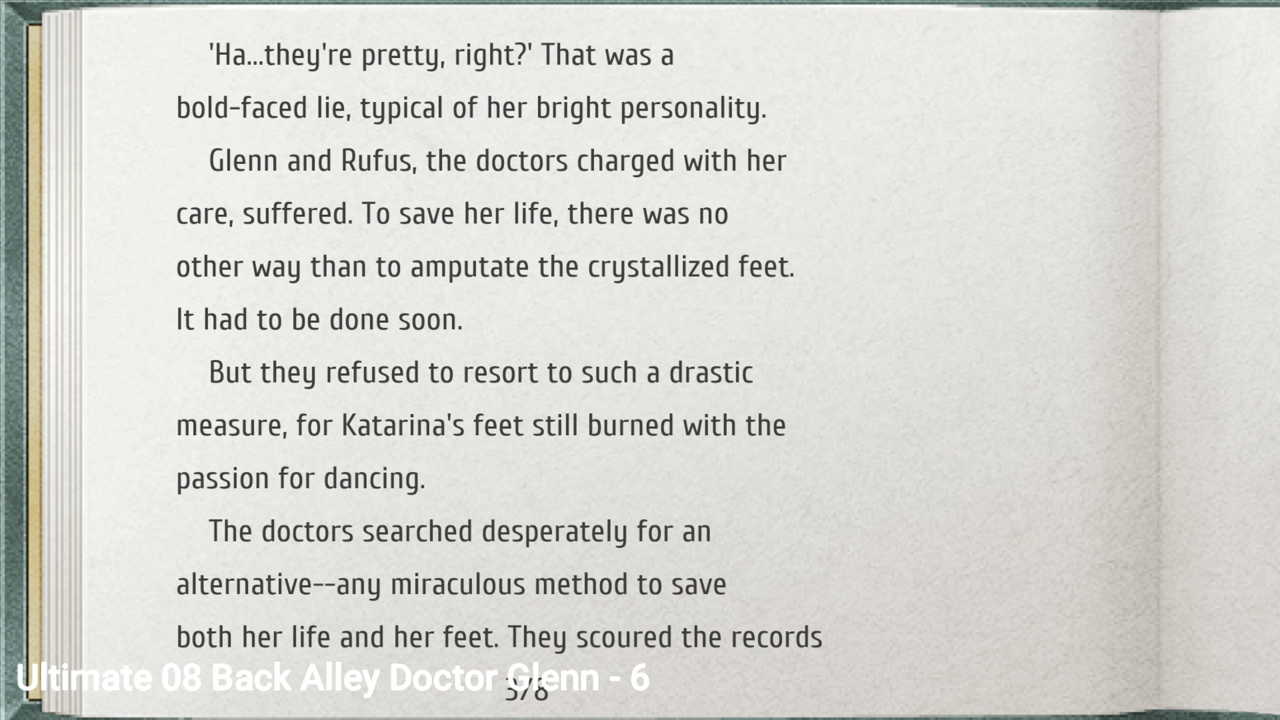 'Ha...they're pretty, right?' That was a
bold-faced lie, typical of her bright personality.
Glenn and Rufus, the doctors charged with her
care, suffered. To save her life, there was no
other way than to amputate the crystallized feet.
It had to be done soon.
But they refused to resort to such a drastic
measure, for Katarina's feet still burned with the
passion for dancing.
The doctors searched desperately for an
alternative--any miraculous method to save
both her life and her feet. They scoured the records
Ultimate 08 Back Alley Doctor Glenn - 6